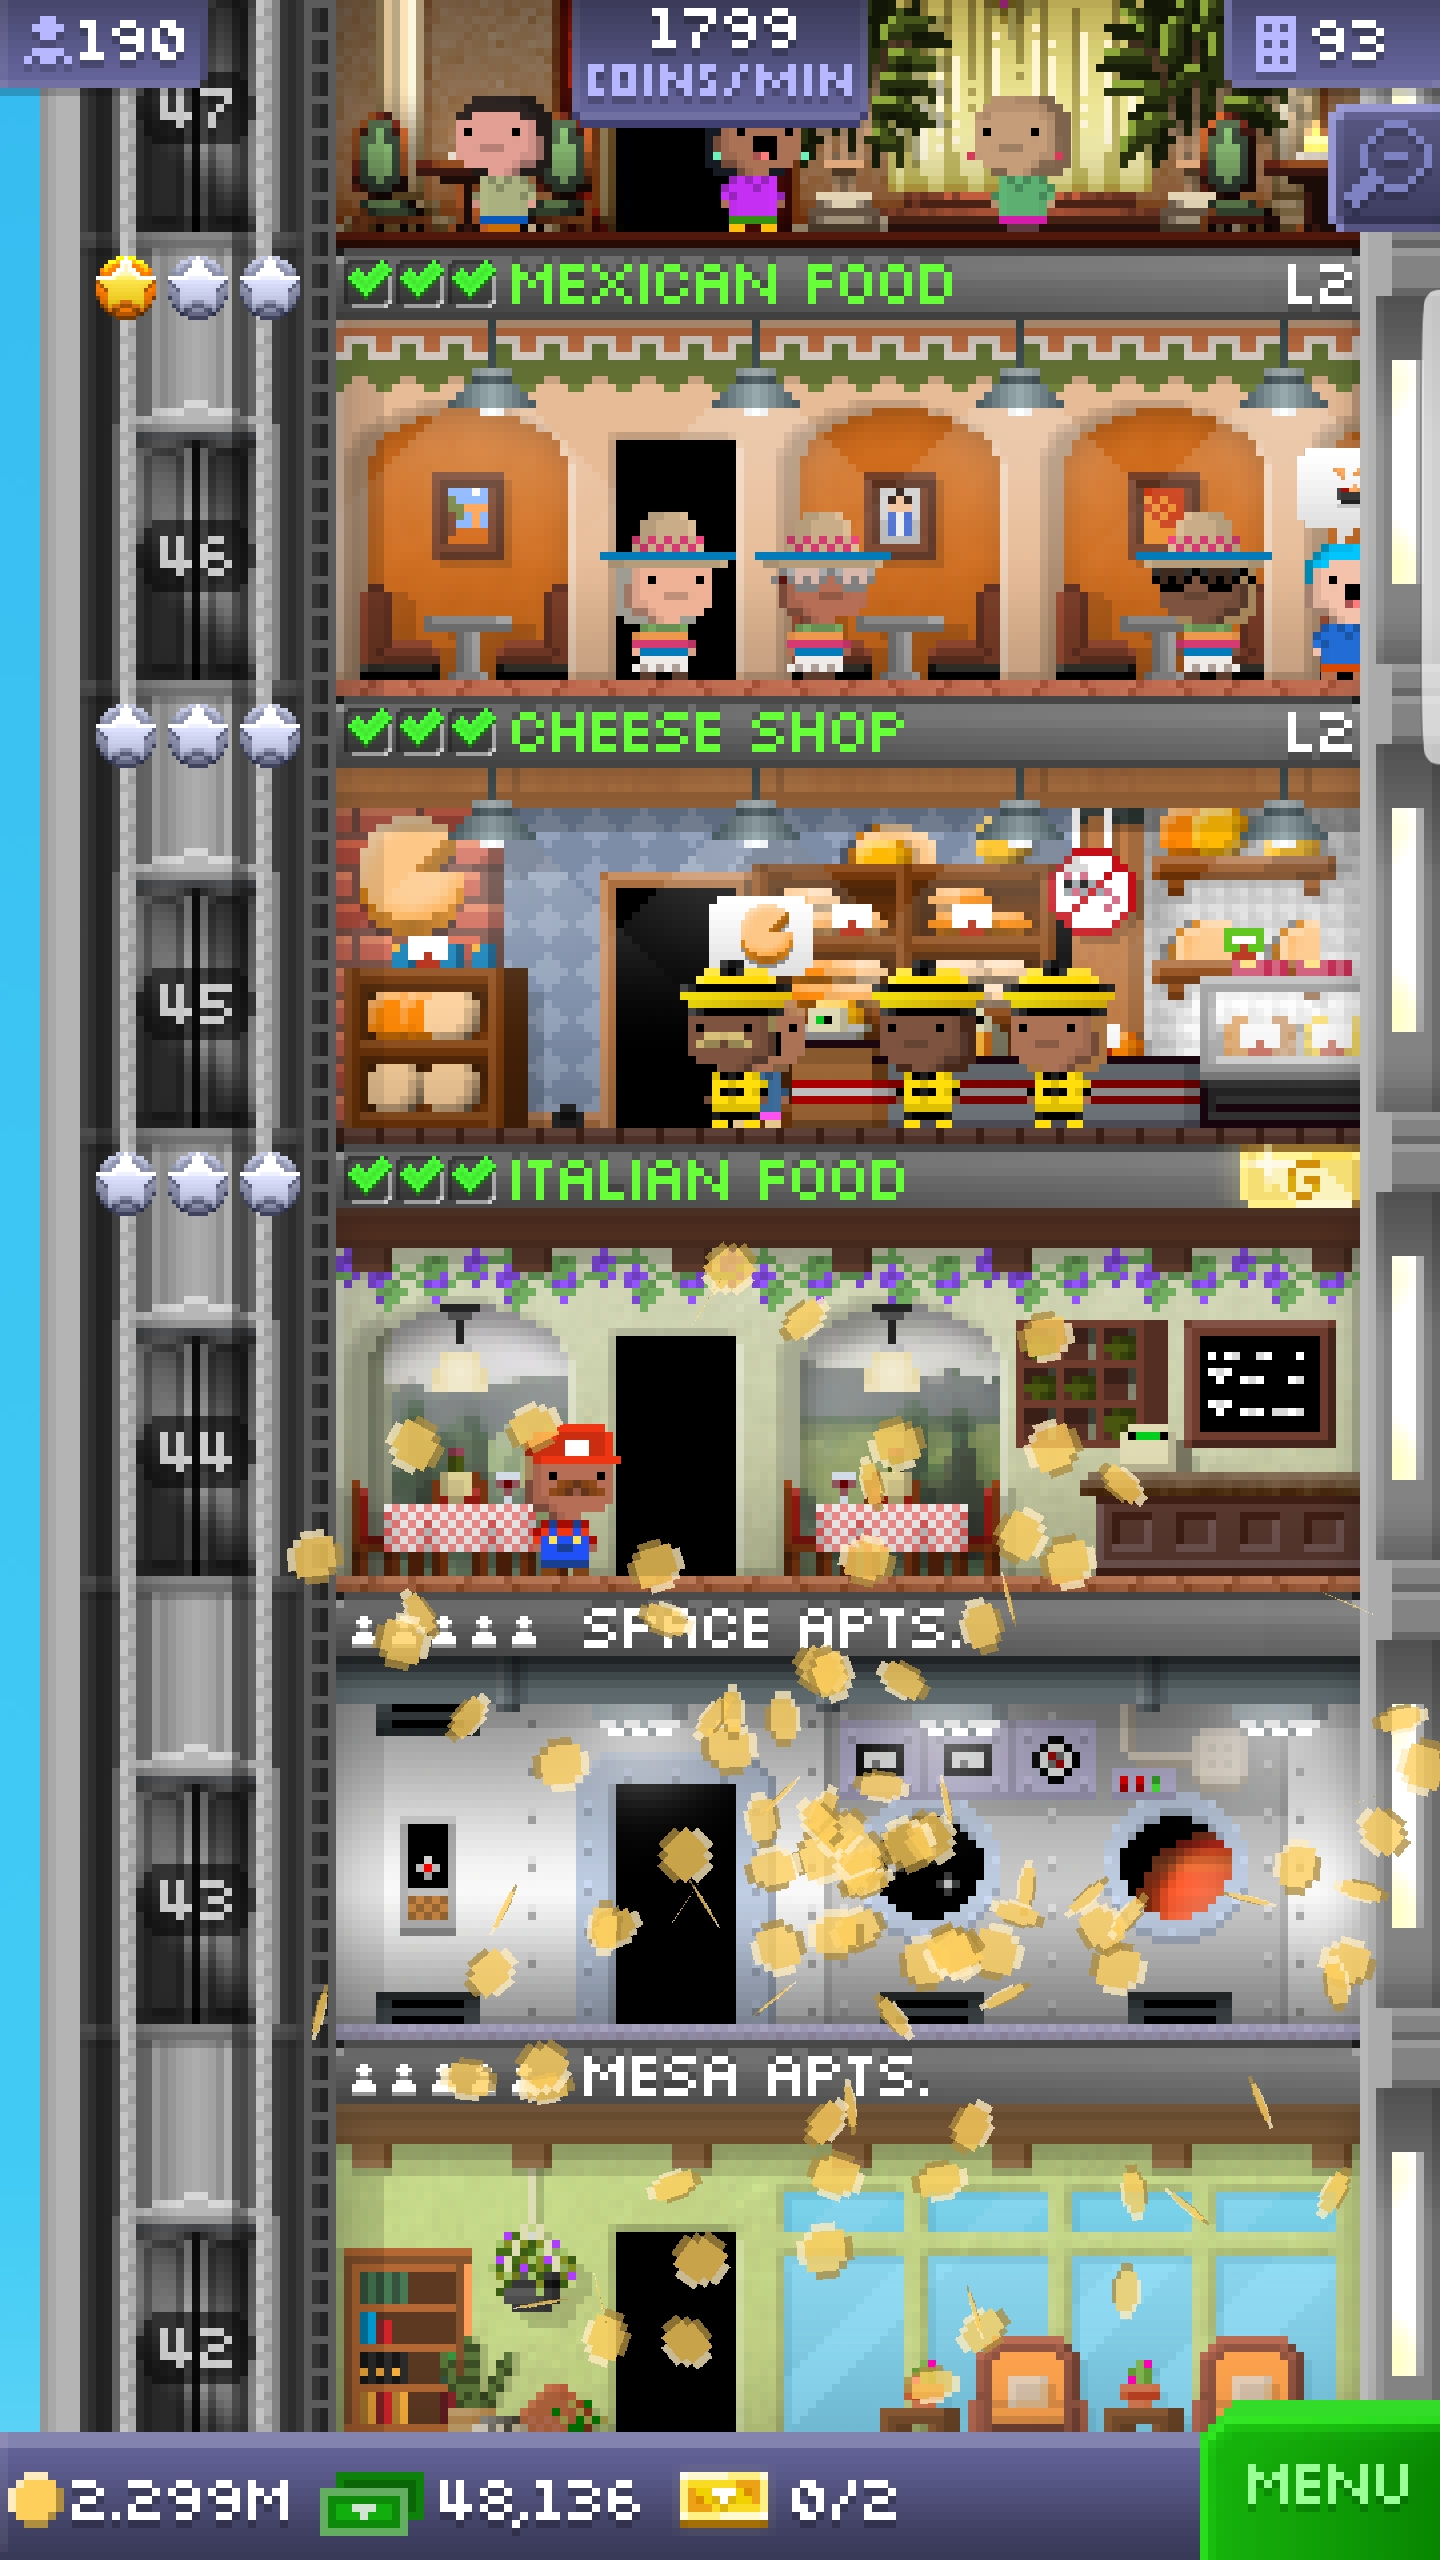 190
1799
COINS/MIN
93
47
MEXICAN FOOD L2
46
CHEESE SHOP L2
45
ITALIAN FOOD G
44
SPACE APTS.
43
MESA APTS.
42
2.299M 48,136 0/2
MENU